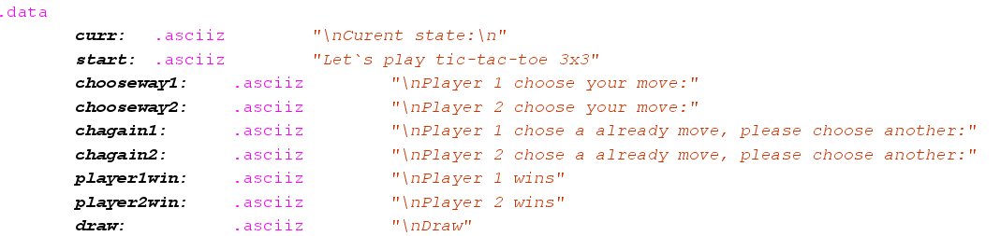 .data
curr: .asciiz "\nCurent state:\n"
start: .asciiz "Let`s play tic-tac-toe 3x3"
chooseway1: .asciiz "\nPlayer 1 choose your move:"
chooseway2: .asciiz "\nPlayer 2 choose your move:"
chagain1: .asciiz "\nPlayer 1 chose a already move, please choose another:"
chagain2: .asciiz "\nPlayer 2 chose a already move, please choose another:"
player1win: .asciiz "\nPlayer 1 wins"
player2win: .asciiz "\nPlayer 2 wins"
draw: .asciiz "\nDraw"